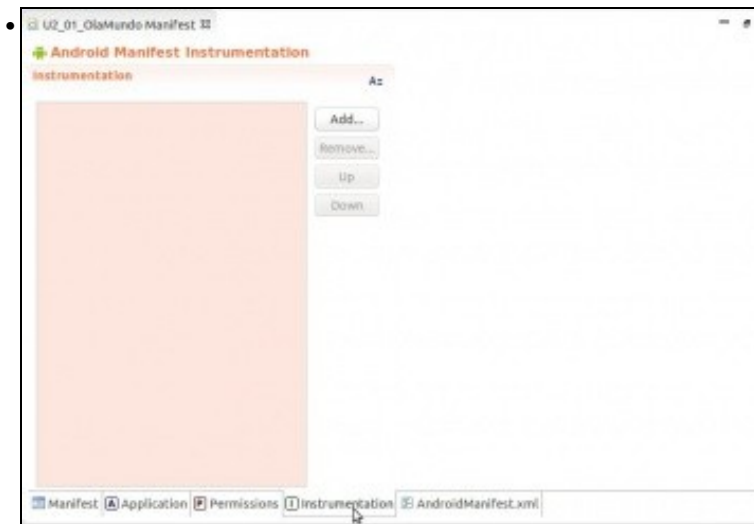 U2_01_OlaMundo Manifest
Android Manifest Instrumentation
Instrumentation
Az
Add...
Remove...
Up
Down
Manifest A Application P Permissions I Instrumentation AndroidManifest.xml